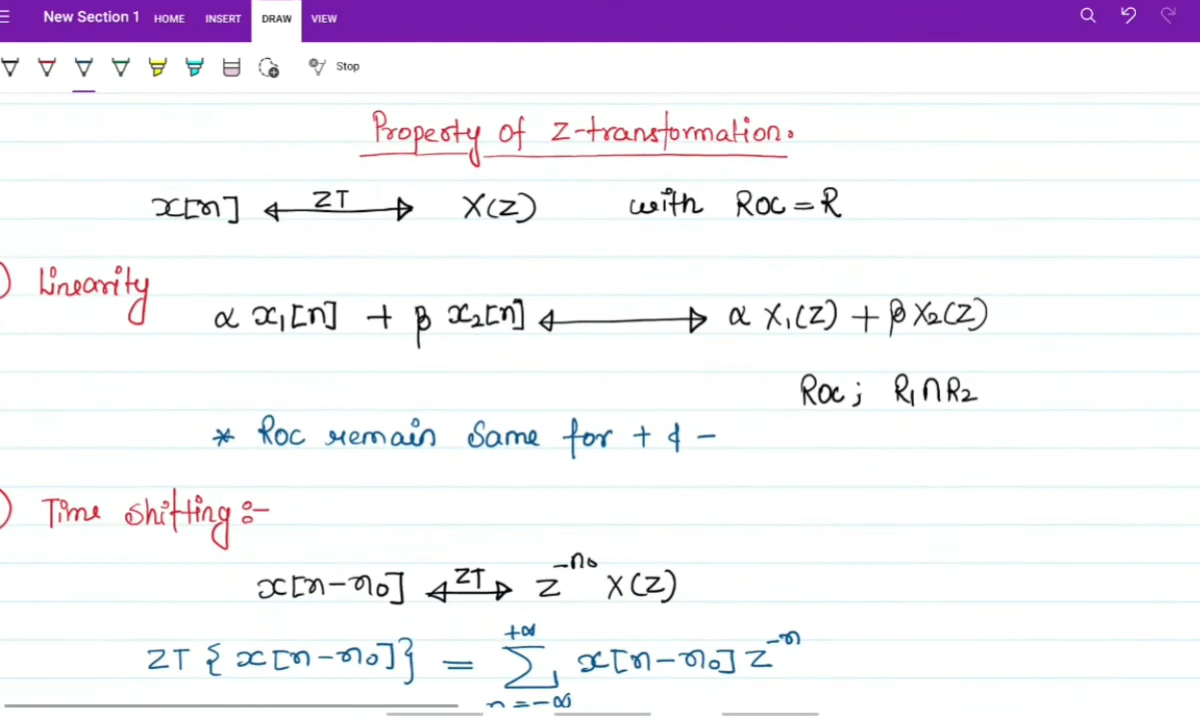 New Section 1 HOME INSERT DRAW VIEW
Stop
Property of Z-transformation.
x[n] ⟷ ZT X(Z) with Roc = R
) Linearity
α x₁[n] + β x₂[n] ⟷ α X₁(Z) + β X₂(Z)
Roc ; R₁∩R₂
* Roc remain same for + & -
) Time shifting :-
x[n-n₀] ⟷ ZT Z^-n₀ X(Z)
ZT { x[n-n₀]} = Σ n=-∞ +∞ x[n-n₀] Z^-n